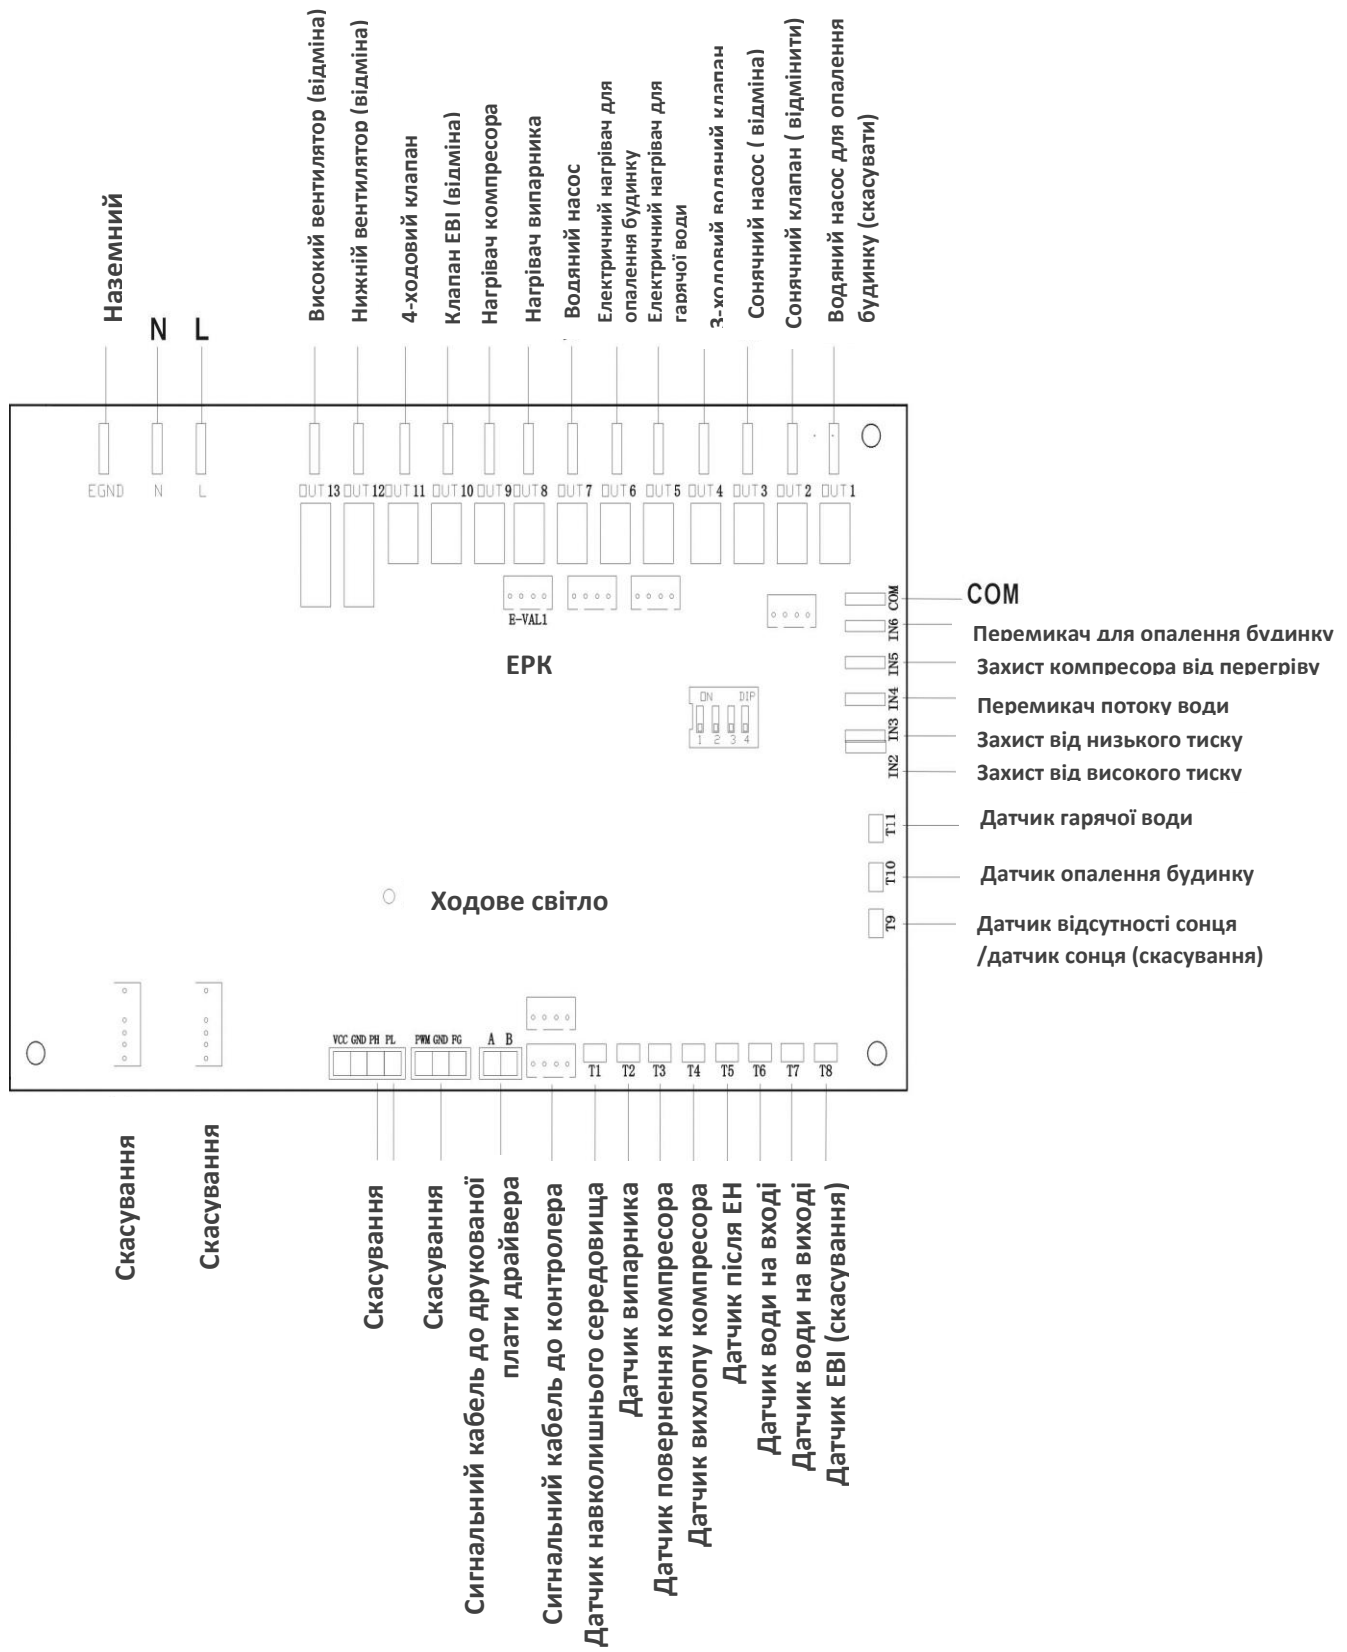 Наземний
N
L
Високий вентилятор (відміна)
Нижній вентилятор (відміна)
4-ходовий клапан
Клапан EBI (відміна)
Нагрівач компресора
Нагрівач випарника
Водяний насос
Електричний нагрівач для
опалення будинку
Електричний нагрівач для
гарячої води
3-ходовий водяний клапан
Сонячний насос ( відміна)
Сонячний клапан ( відмінити)
Водяний насос для опалення
будинку (скасувати)
EGND N L OUT13 OUT12 OUT11 OUT10 OUT9 OUT8 OUT7 OUT6 OUT5 OUT4 OUT3 OUT2 OUT1
E-VAL1
ЕРК
ON DIP
1 2 3 4
COM COM
IN6 Перемикач для опалення будинку
IN5 Захист компресора від перегріву
IN4 Перемикач потоку води
IN3 Захист від низького тиску
IN2 Захист від високого тиску
T11 Датчик гарячої води
T10 Датчик опалення будинку
T9 Датчик відсутності сонця
/датчик сонця (скасування)
Ходове світло
VCC GND PH PL PWM GND FG A B
T1 T2 T3 T4 T5 T6 T7 T8
Скасування
Скасування
Скасування
Скасування
Сигнальний кабель до друкованої
плати драйвера
Сигнальний кабель до контролера
Датчик навколишнього середовища
Датчик випарника
Датчик повернення компресора
Датчик вихлопу компресора
Датчик після ЕН
Датчик води на вході
Датчик води на виході
Датчик EBI (скасування)